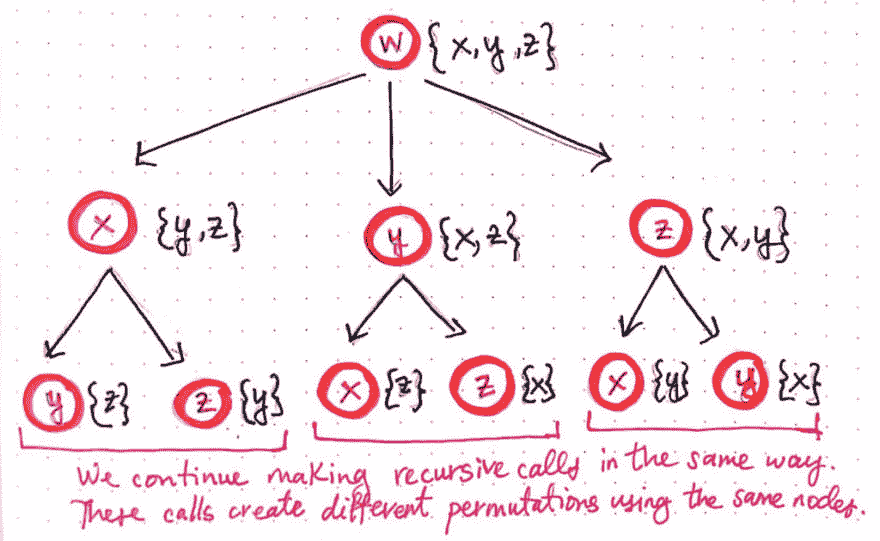 w {x,y,z}
x {y,z} y {x,z} z {x,y}
y {z} z {y} x {z} z {x} x {y} y {x}
We continue making recursive calls in the same way.
These calls create different permutations using the same nodes.